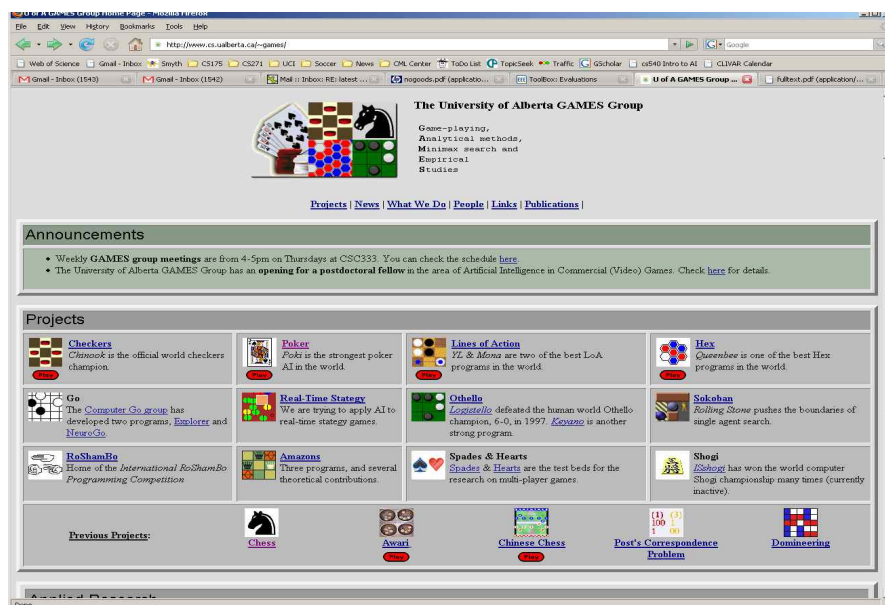 U of A GAMES Group Home Page - Mozilla Firefox
File Edit View History Bookmarks Tools Help
http://www.cs.ualberta.ca/~games/
Google
Web of Science Gmail - Inbox Smyth CS175 CS271 UCI Soccer News CML Center ToDo List TopicSeek Traffic GScholar cs540 Intro to AI CLIVAR Calendar
Gmail - Inbox (1543) Gmail - Inbox (1542) Mail :: Inbox: RE: latest ... nogoods.pdf (applicatio... ToolBox: Evaluations U of A GAMES Group ... fulltext.pdf (application/...
The University of Alberta GAMES Group
Game-playing,
Analytical methods,
Minimax search and
Empirical
Studies
Projects | News | What We Do | People | Links | Publications |
Announcements
Weekly GAMES group meetings are from 4-5pm on Thursdays at CSC333. You can check the schedule here.
The University of Alberta GAMES Group has an opening for a postdoctoral fellow in the area of Artificial Intelligence in Commercial (Video) Games. Check here for details.
Projects
Checkers
Chinook is the official world checkers
champion.
Play
Poker
Poki is the strongest poker
AI in the world.
Play
Lines of Action
YL & Mona are two of the best LoA
programs in the world.
Play
Hex
Queenbee is one of the best Hex
programs in the world.
Play
Go
The Computer Go group has
developed two programs, Explorer and
NeuroGo.
Real-Time Stategy
We are trying to apply AI to
real-time stategy games.
Othello
Logistello defeated the human world Othello
champion, 6-0, in 1997. Keyano is another
strong program.
Sokoban
Rolling Stone pushes the boundaries of
single agent search.
RoShamBo
Home of the International RoShamBo
Programming Competition
Amazons
Three programs, and several
theoretical contributions.
Spades & Hearts
Spades & Hearts are the test beds for the
research on multi-player games.
Shogi
ISshogi has won the world computer
Shogi championship many times (currently
inactive).
Previous Projects:
Chess
Awari
Play
Chinese Chess
Play
(1) (3)
100 1
1 00
Post's Correspondence
Problem
Domineering
Applied Research
Done